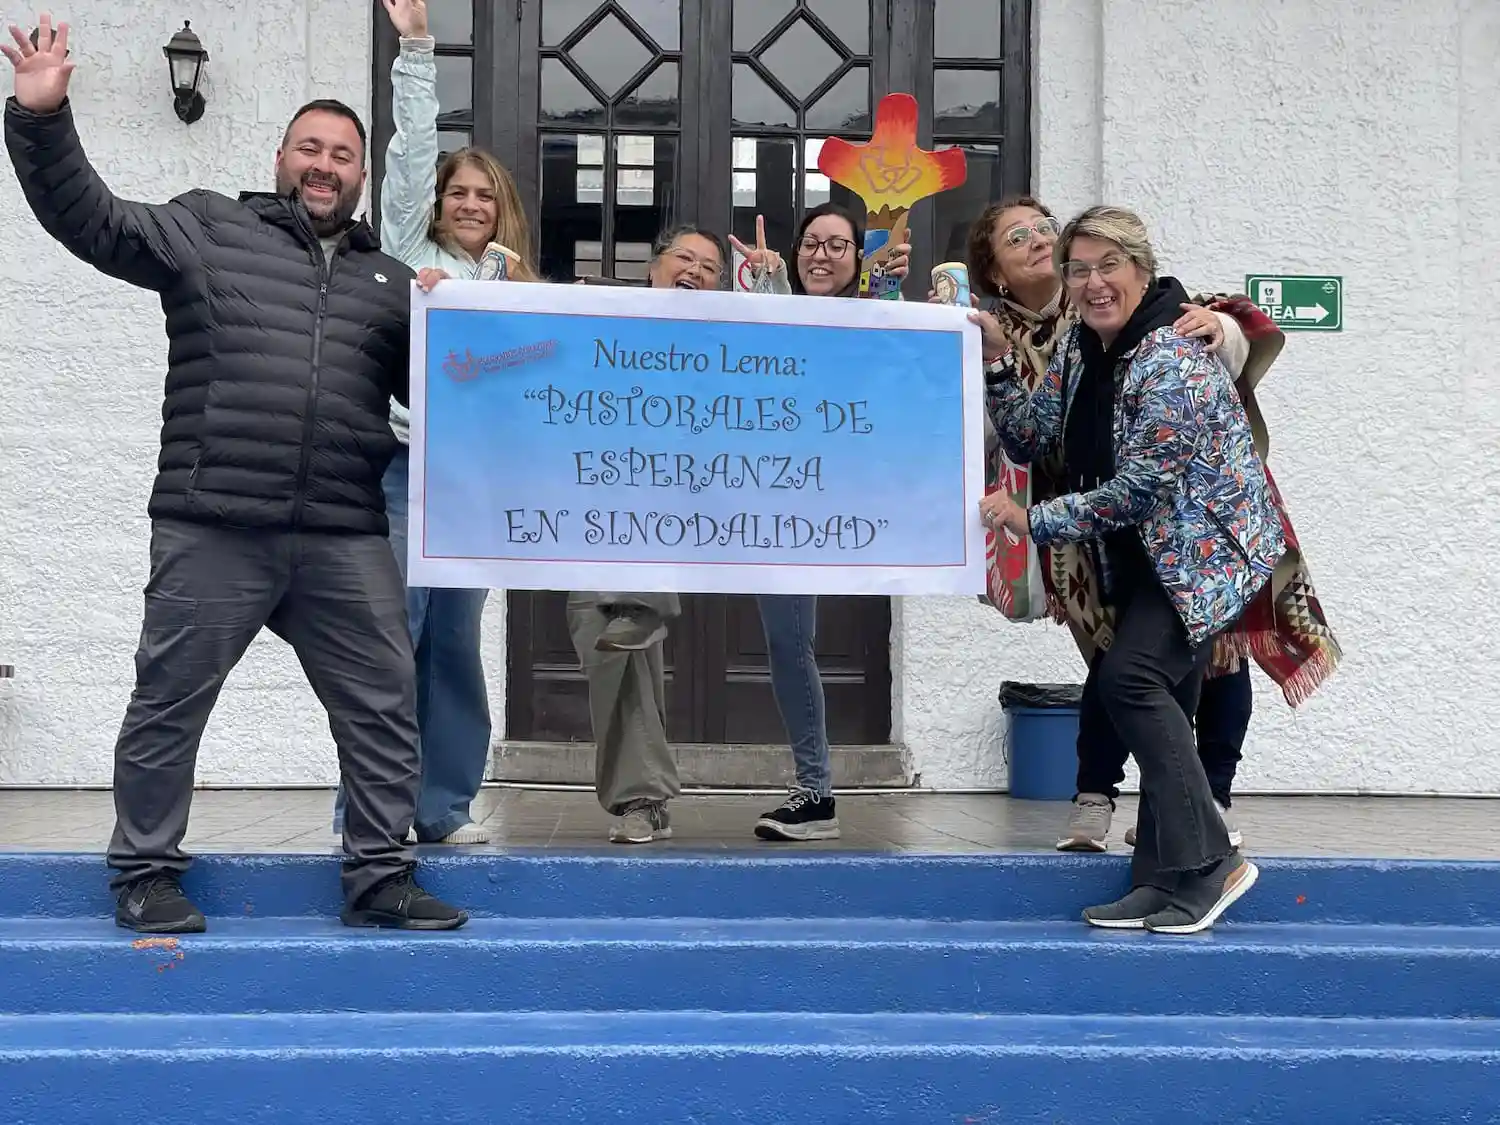 Nuestro Lema:
“PASTORALES DE
ESPERANZA
EN SINODALIDAD”
DEA